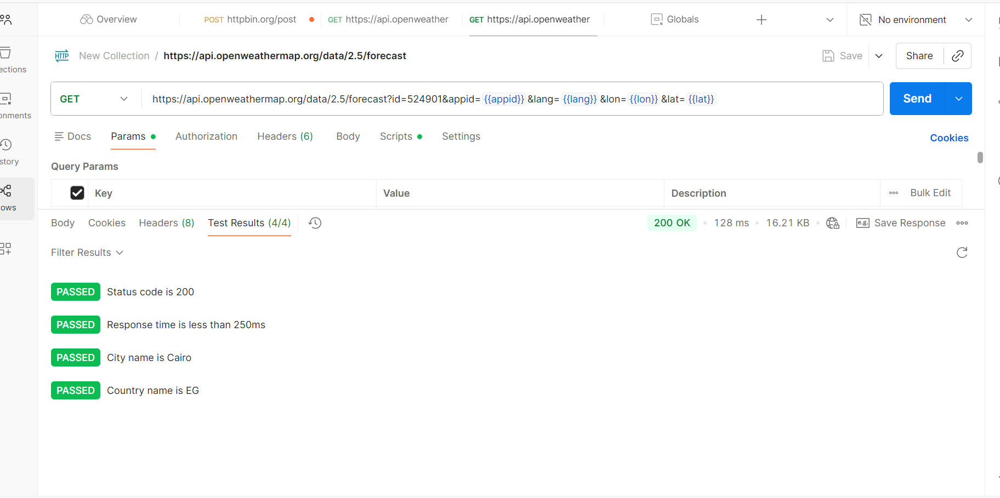 Overview
POST httpbin.org/post
GET https://api.openweather
GET https://api.openweather
Globals
No environment
HTTP New Collection / https://api.openweathermap.org/data/2.5/forecast
Save
Share
GET
https://api.openweathermap.org/data/2.5/forecast?id=524901&appid={{appid}}&lang={{lang}}&lon={{lon}}&lat={{lat}}
Send
ections
onments
story
ows
Docs
Params
Authorization
Headers (6)
Body
Scripts
Settings
Cookies
Query Params
Key
Value
Description
Bulk Edit
Body
Cookies
Headers (8)
Test Results (4/4)
200 OK
128 ms
16.21 KB
e.g. Save Response
Filter Results
PASSED Status code is 200
PASSED Response time is less than 250ms
PASSED City name is Cairo
PASSED Country name is EG